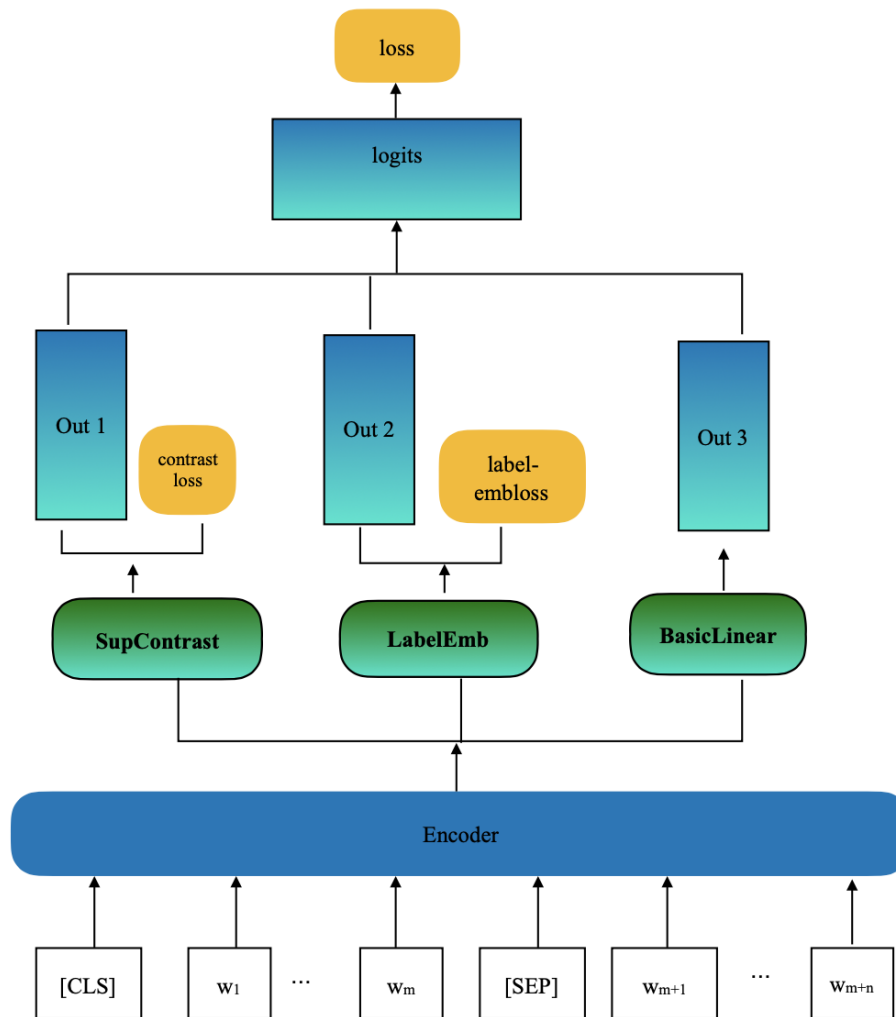 loss
logits
Out 1
contrast
loss
Out 2
label-
embloss
Out 3
SupContrast
LabelEmb
BasicLinear
Encoder
[CLS]
w1
...
wm
[SEP]
wm+1
...
wm+n